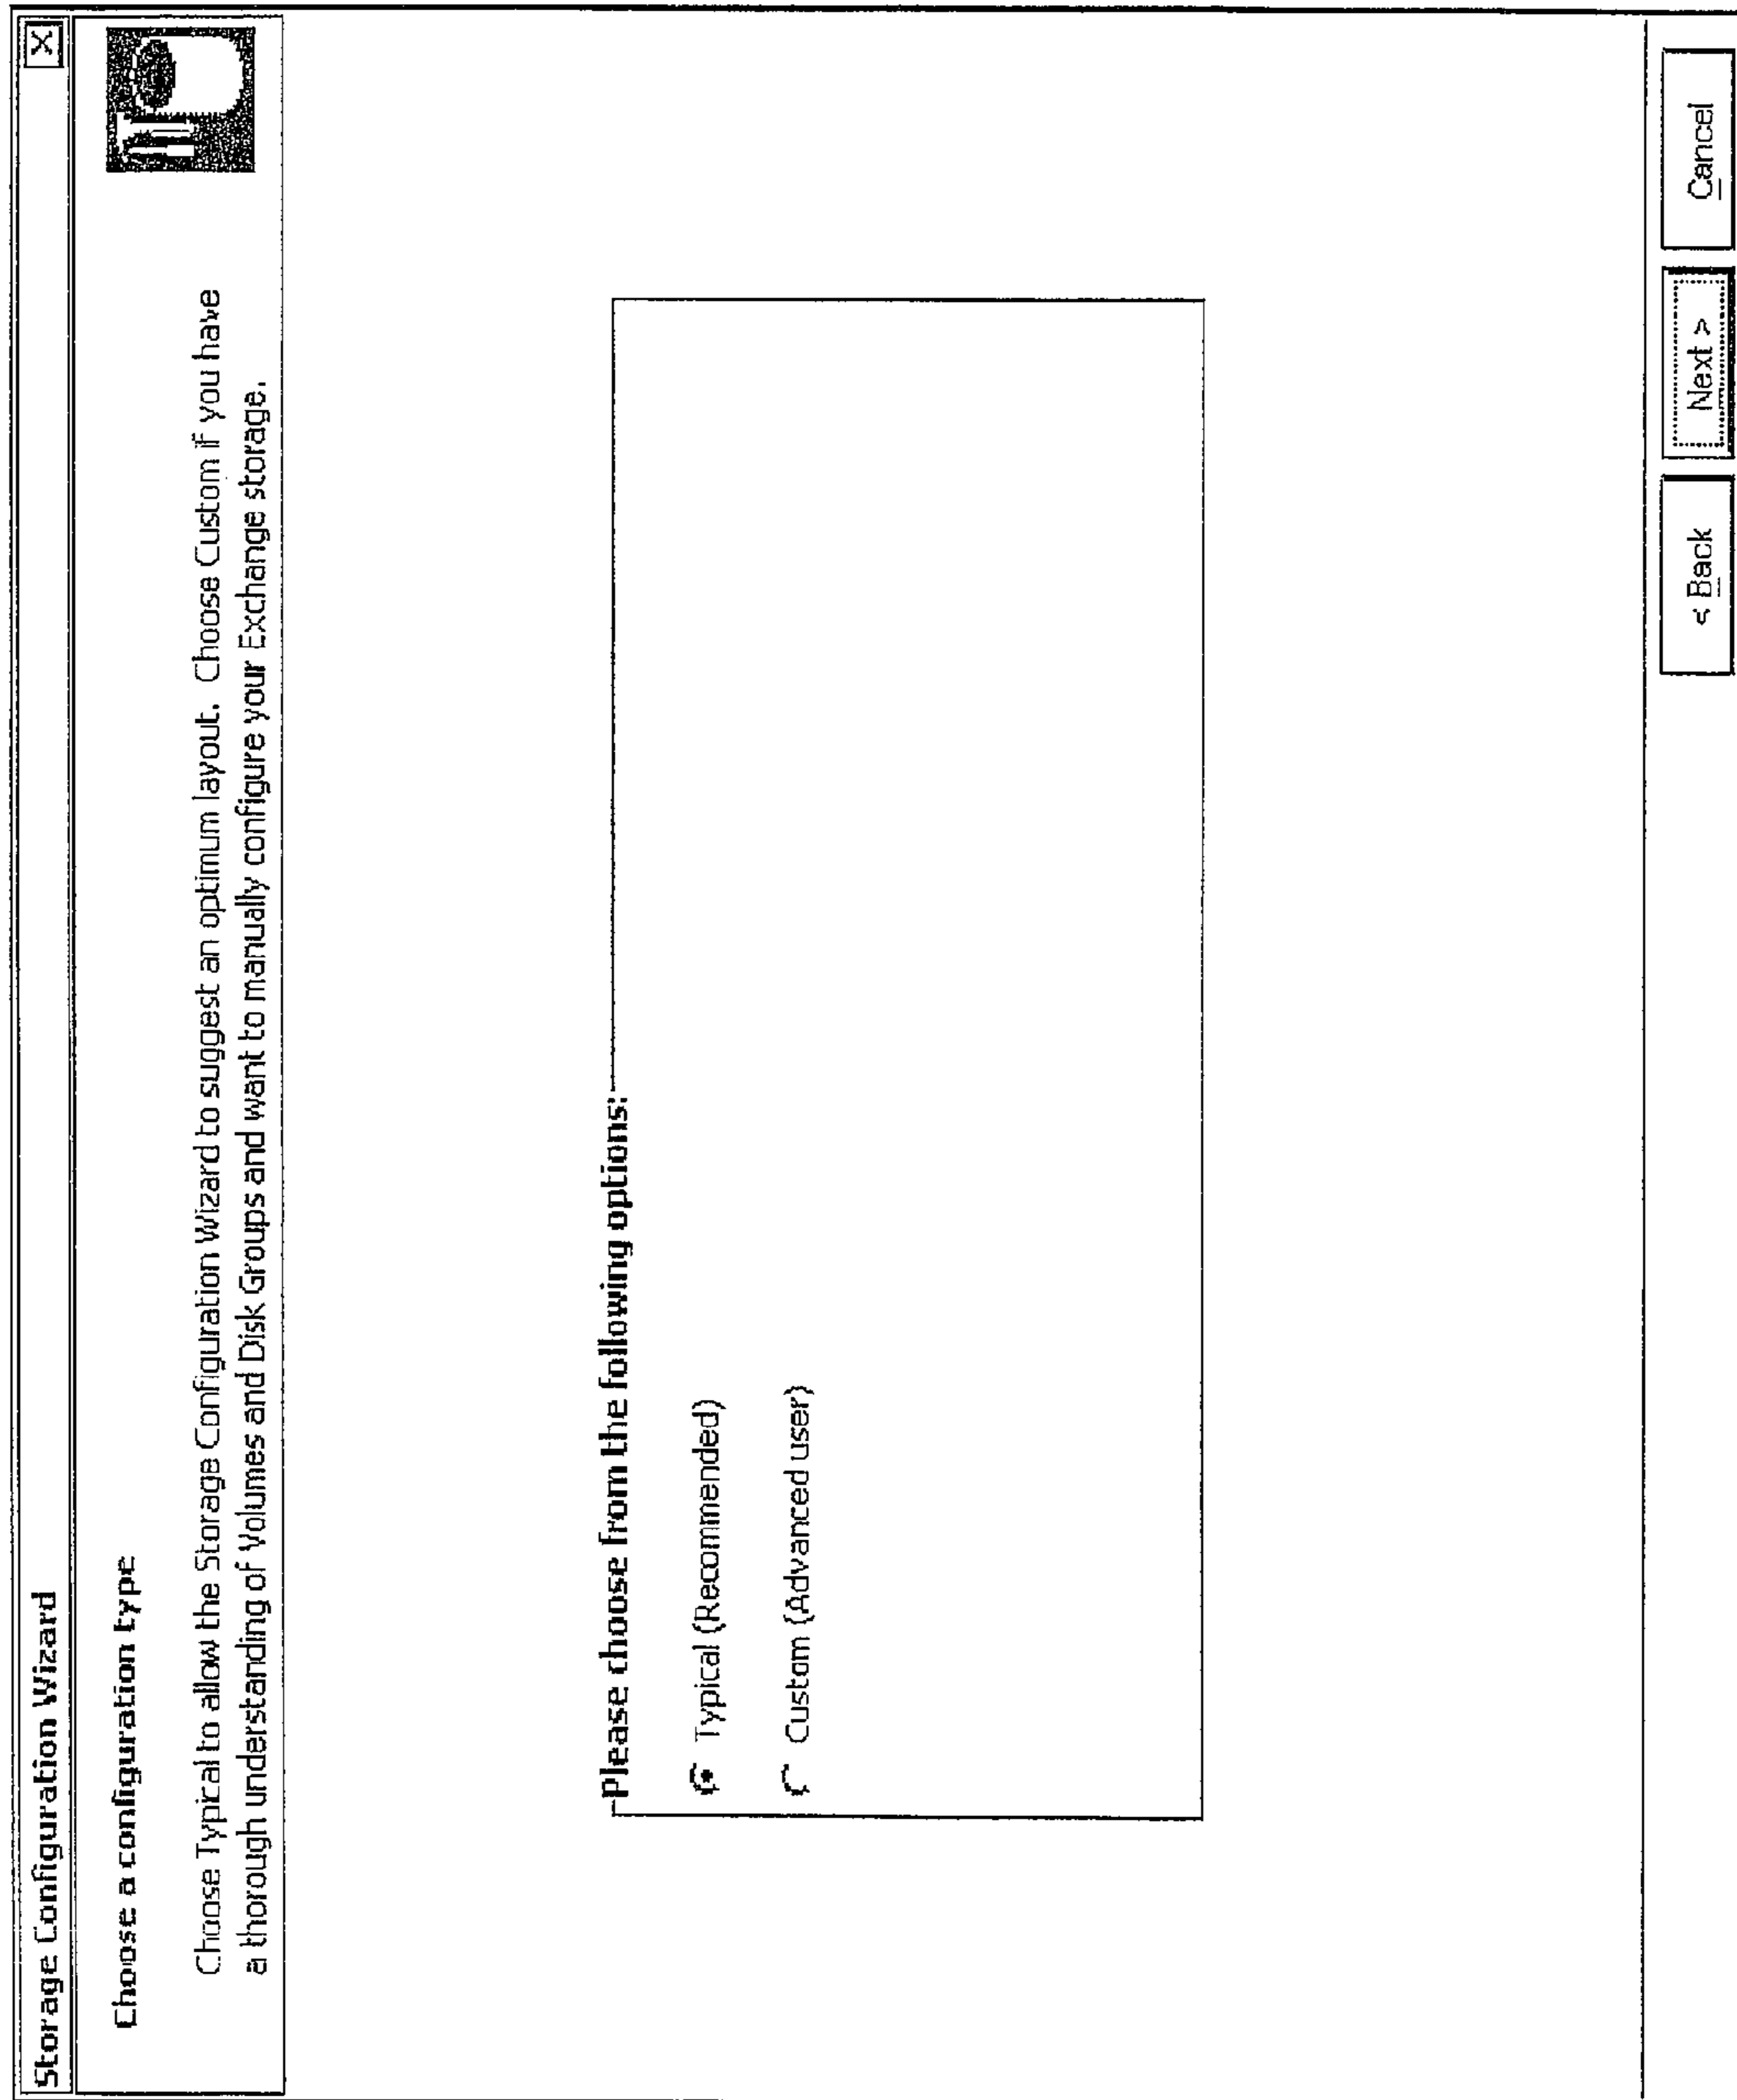 Storage Configuration Wizard
Choose a configuration type
Choose Typical to allow the Storage Configuration Wizard to suggest an optimum layout. Choose Custom if you have
a thorough understanding of Volumes and Disk Groups and want to manually configure your Exchange storage.
Please choose from the following options:
Typical (Recommended)
Custom (Advanced user)
< Back
Next >
Cancel